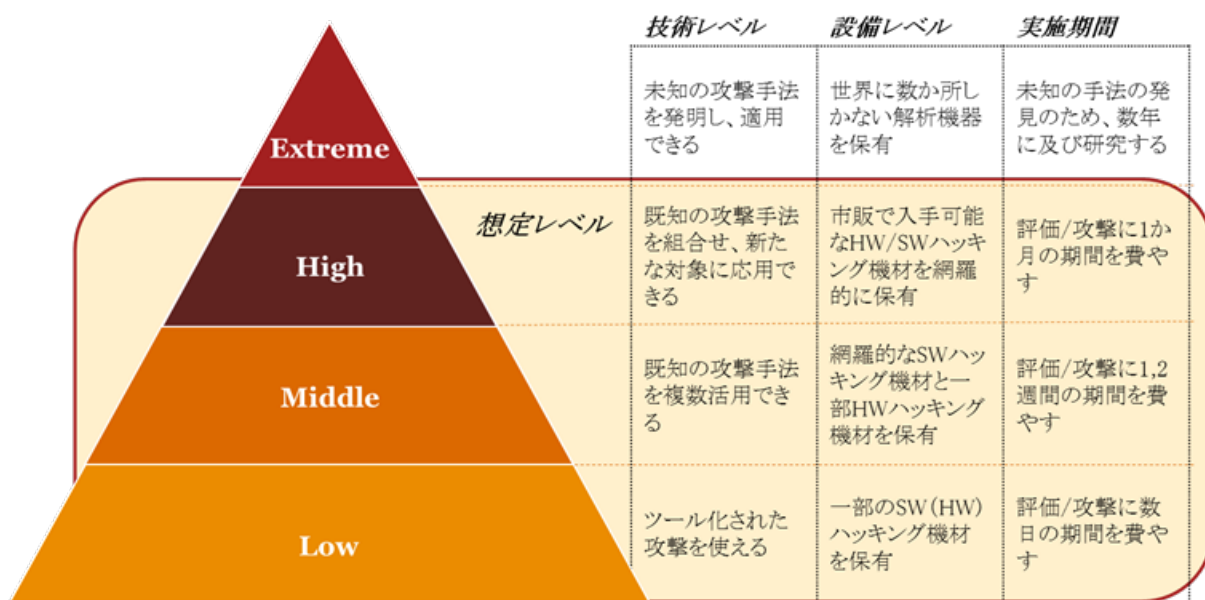 技術レベル
設備レベル
実施期間
Extreme
未知の攻撃手法
を発明し、適用
できる
世界に数か所し
かない解析機器
を保有
未知の手法の発
見のため、数年
に及び研究する
想定レベル
High
既知の攻撃手法
を組合せ、新た
な対象に応用で
きる
市販で入手可能
なHW/SWハッキ
ング機材を網羅
的に保有
評価/攻撃に1か
月の期間を費や
す
Middle
既知の攻撃手法
を複数活用でき
る
網羅的なSWハッ
キング機材と一
部HWハッキング
機材を保有
評価/攻撃に1,2
週間の期間を費
やす
Low
ツール化された
攻撃を使える
一部のSW(HW)
ハッキング機材
を保有
評価/攻撃に数
日の期間を費や
す